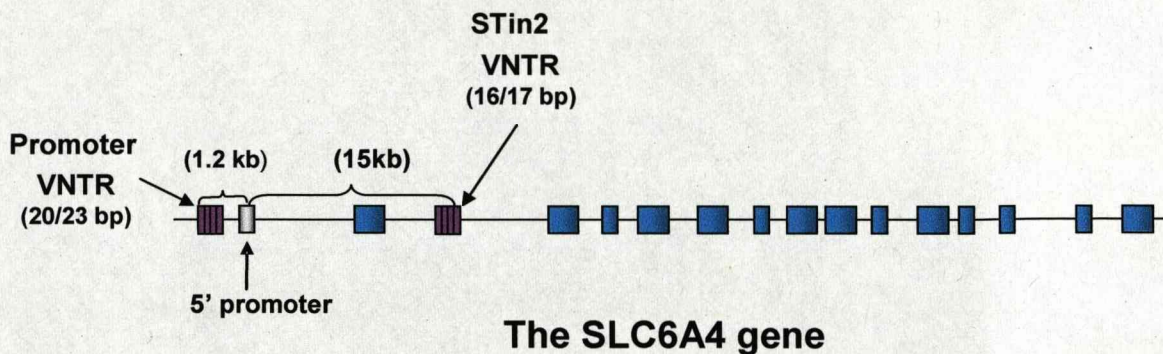 STin2
VNTR
(16/17 bp)
Promoter
VNTR
(20/23 bp)
(1.2 kb)
(15kb)
5’ promoter
The SLC6A4 gene